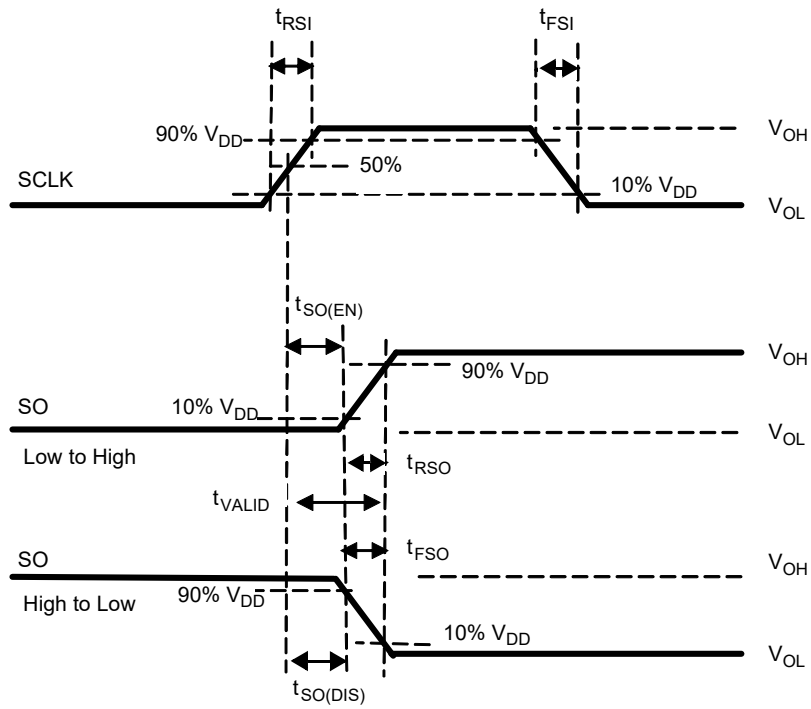 tRSI
tFSI
90% VDD
VOH
50%
SCLK
10% VDD
VOL
tSO(EN)
VOH
90% VDD
SO
10% VDD
VOL
Low to High
tRSO
tVALID
tFSO
SO
VOH
High to Low
90% VDD
10% VDD
VOL
tSO(DIS)